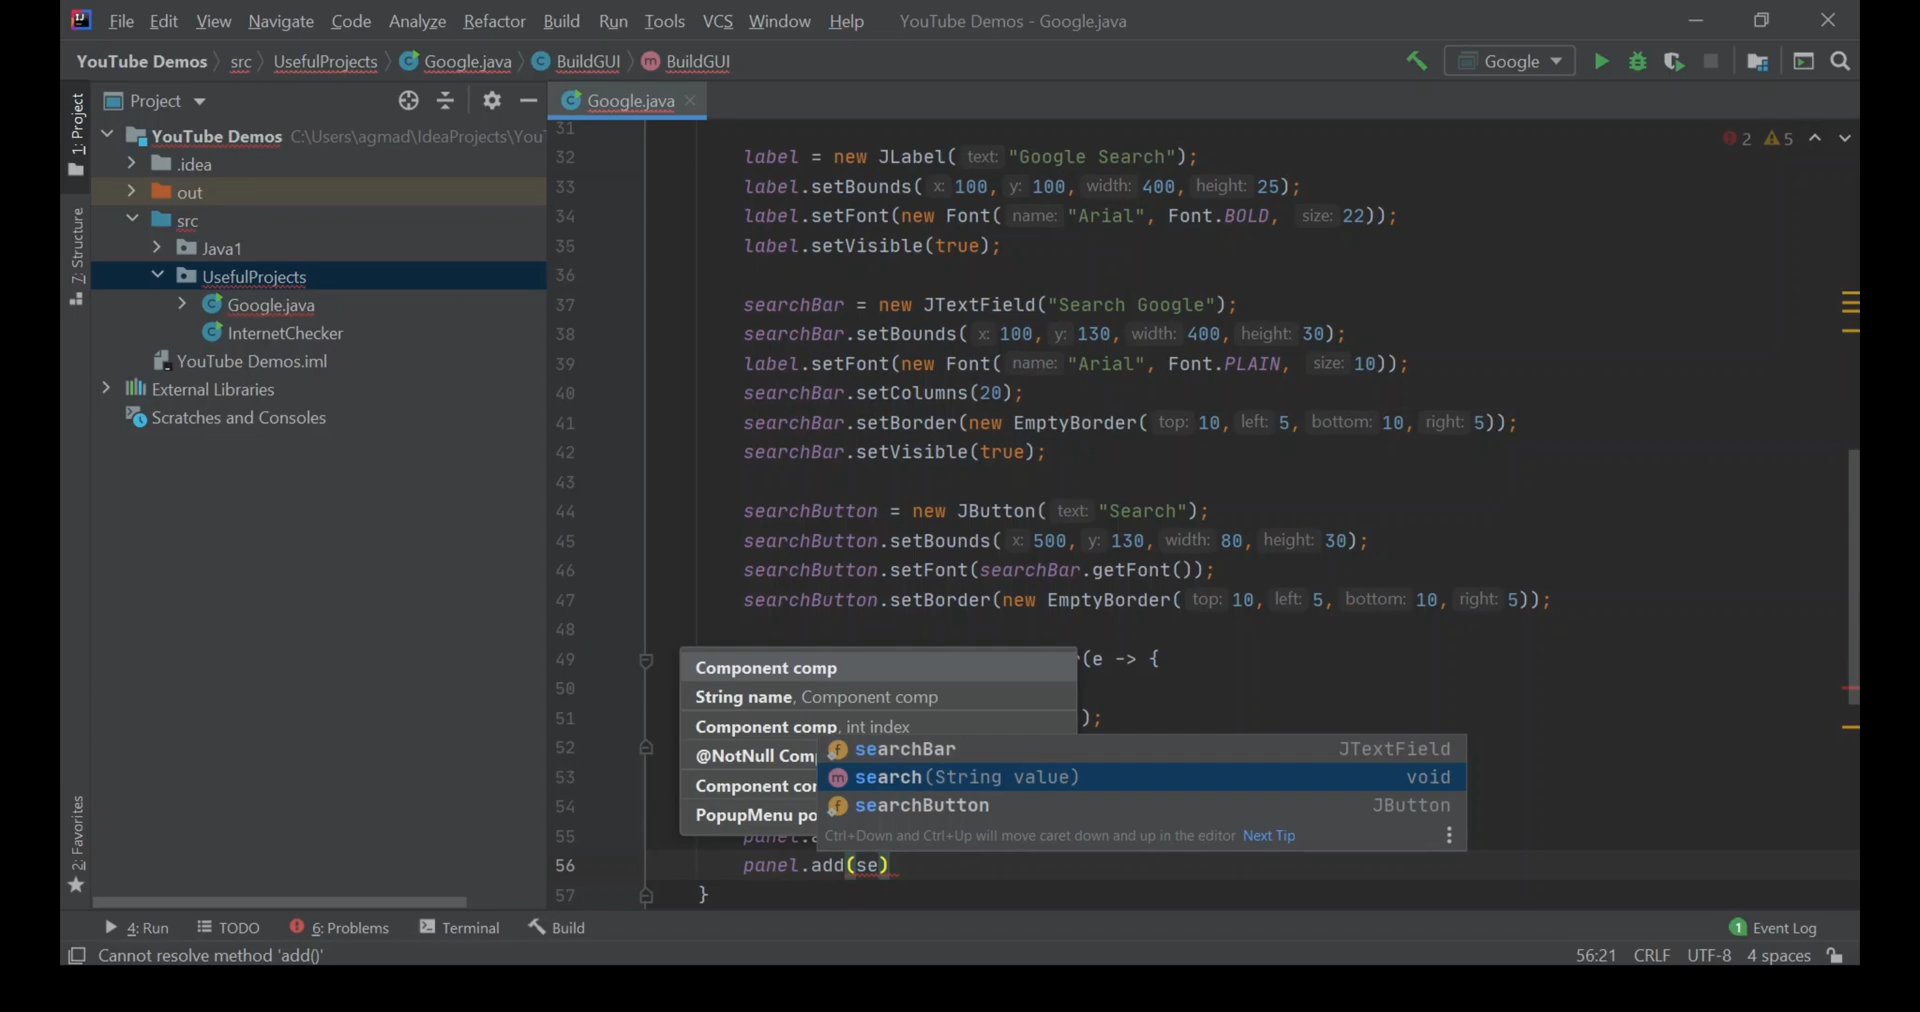 File Edit View Navigate Code Analyze Refactor Build Run Tools VCS Window Help YouTube Demos - Google.java
YouTube Demos src UsefulProjects Google.java BuildGUI BuildGUI Google
1: Project
7: Structure
2: Favorites
Project
YouTube Demos C:\Users\agmad\IdeaProjects\You
.idea
out
src
Java1
UsefulProjects
Google.java
InternetChecker
YouTube Demos.iml
External Libraries
Scratches and Consoles
Google.java
2 5
31
32 label = new JLabel( text: "Google Search");
33 label.setBounds( x: 100, y: 100, width: 400, height: 25);
34 label.setFont(new Font( name: "Arial", Font.BOLD, size: 22));
35 label.setVisible(true);
36
37 searchBar = new JTextField("Search Google");
38 searchBar.setBounds( x: 100, y: 130, width: 400, height: 30);
39 label.setFont(new Font( name: "Arial", Font.PLAIN, size: 10));
40 searchBar.setColumns(20);
41 searchBar.setBorder(new EmptyBorder( top: 10, left: 5, bottom: 10, right: 5));
42 searchBar.setVisible(true);
43
44 searchButton = new JButton( text: "Search");
45 searchButton.setBounds( x: 500, y: 130, width: 80, height: 30);
46 searchButton.setFont(searchBar.getFont());
47 searchButton.setBorder(new EmptyBorder( top: 10, left: 5, bottom: 10, right: 5));
48
49 (e -> {
50
51 );
52
53
54
55 panel.
56 panel.add(se)
57 }
Component comp
String name, Component comp
Component comp, int index
@NotNull Comp
Component co
PopupMenu po
searchBar JTextField
search(String value) void
searchButton JButton
Ctrl+Down and Ctrl+Up will move caret down and up in the editor Next Tip
4: Run TODO 6: Problems Terminal Build 1 Event Log
Cannot resolve method 'add()' 56:21 CRLF UTF-8 4 spaces